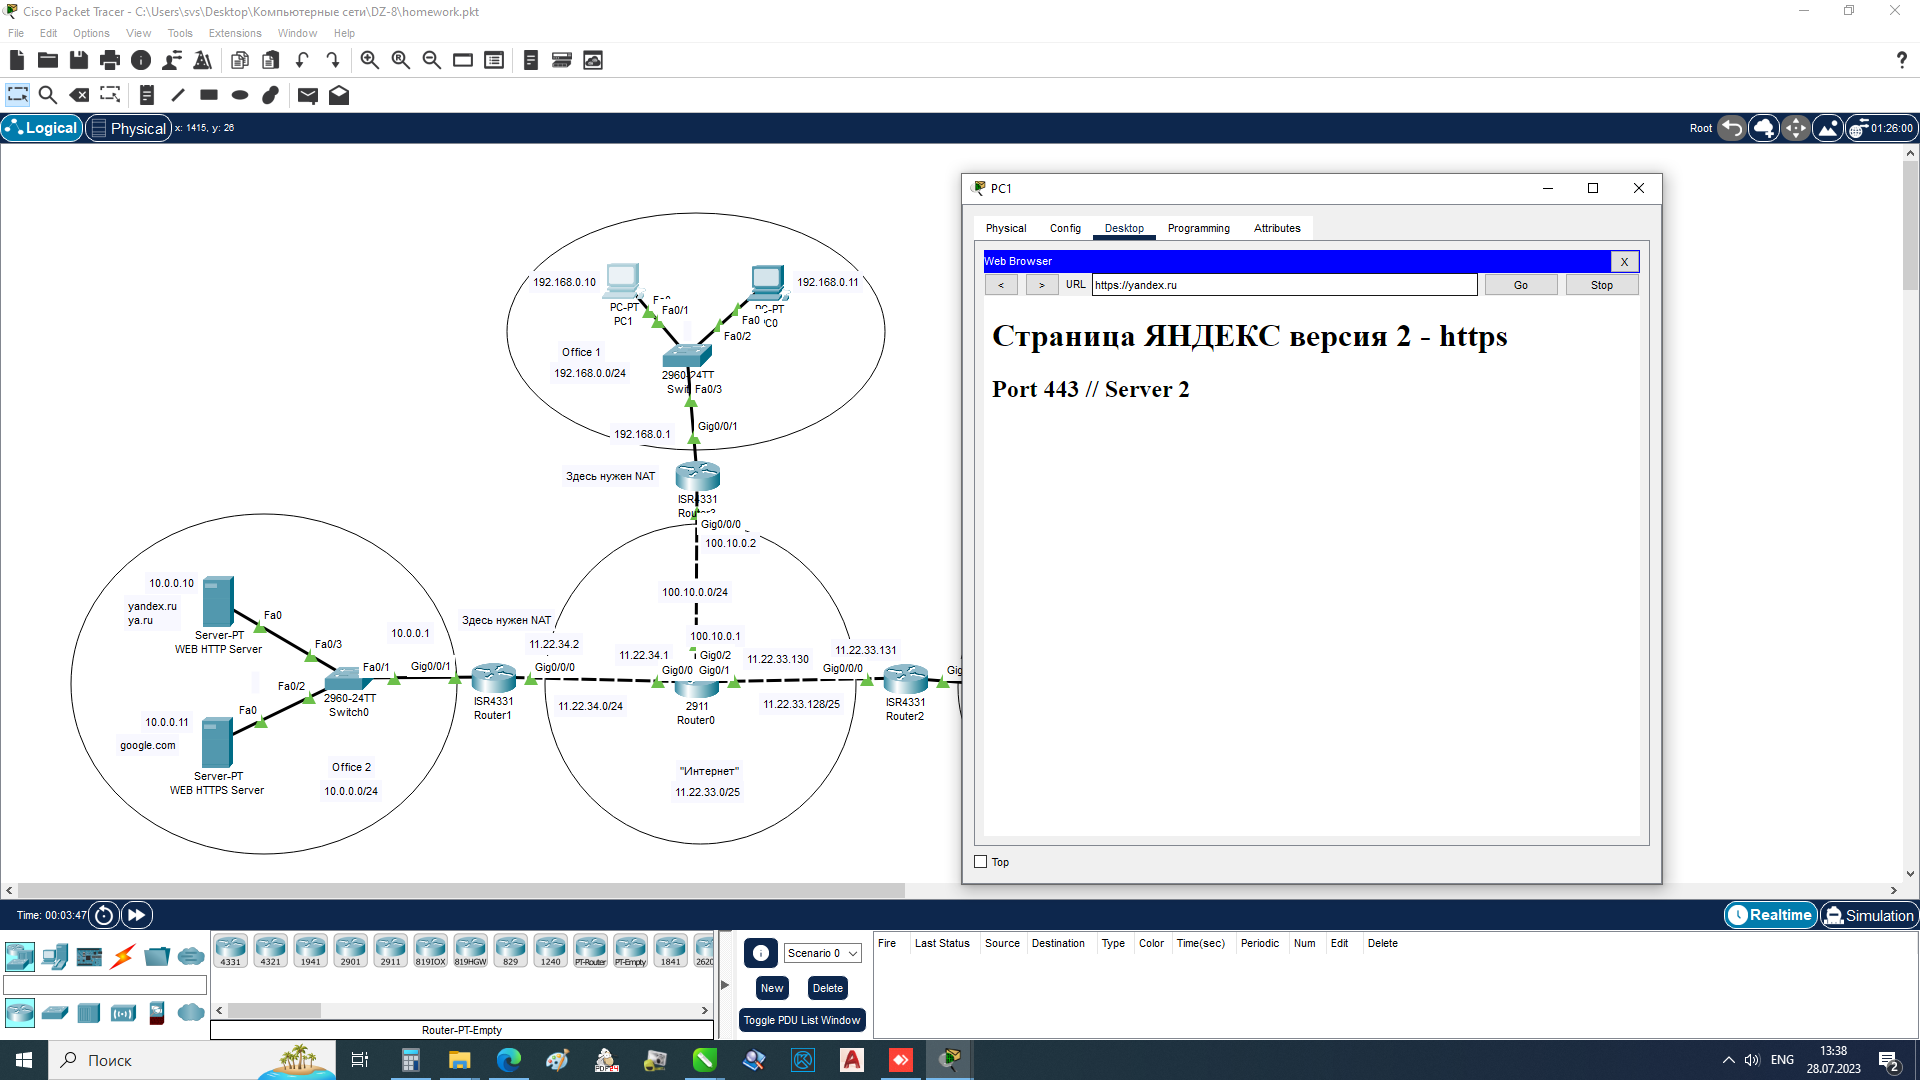 Cisco Packet Tracer - C:\Users\svs\Desktop\Компьютерные сети\DZ-8\homework.pkt
File Edit Options View Tools Extensions Window Help
Logical Physical x: 1415, y: 26 Root 01:26:00
192.168.0.10
192.168.0.11
PC-PT
PC1
Fa0/1
Fa0
Fa0/2
Office 1
192.168.0.0/24
2960-24TT
Fa0/3
192.168.0.1
Gig0/0/1
Здесь нужен NAT
ISR4331
Gig0/0/0
100.10.0.2
100.10.0.0/24
100.10.0.1
10.0.0.10
yandex.ru
ya.ru
Fa0
Server-PT
WEB HTTP Server
Fa0/3
10.0.0.1
Fa0/1
Gig0/0/1
Fa0/2
2960-24TT
Switch0
Fa0
10.0.0.11
google.com
Server-PT
WEB HTTPS Server
Office 2
10.0.0.0/24
Здесь нужен NAT
11.22.34.2
Gig0/0/0
ISR4331
Router1
11.22.34.0/24
11.22.34.1
Gig0/0
Gig0/2
Gig0/1
2911
Router0
11.22.33.130
11.22.33.131
Gig0/0/0
11.22.33.128/25
ISR4331
Router2
"Интернет"
11.22.33.0/25
PC1
Physical Config Desktop Programming Attributes
Web Browser X
< > URL https://yandex.ru Go Stop
Страница ЯНДЕКС версия 2 - https
Port 443 // Server 2
Top
Time: 00:03:47 Realtime Simulation
4331 4321 1941 2901 2911 819IOX 819HGW 829 1240 PT-Router PT-Empty 1841
Router-PT-Empty
Scenario 0
New Delete
Toggle PDU List Window
Fire Last Status Source Destination Type Color Time(sec) Periodic Num Edit Delete
Поиск
ENG
13:38
28.07.2023
2